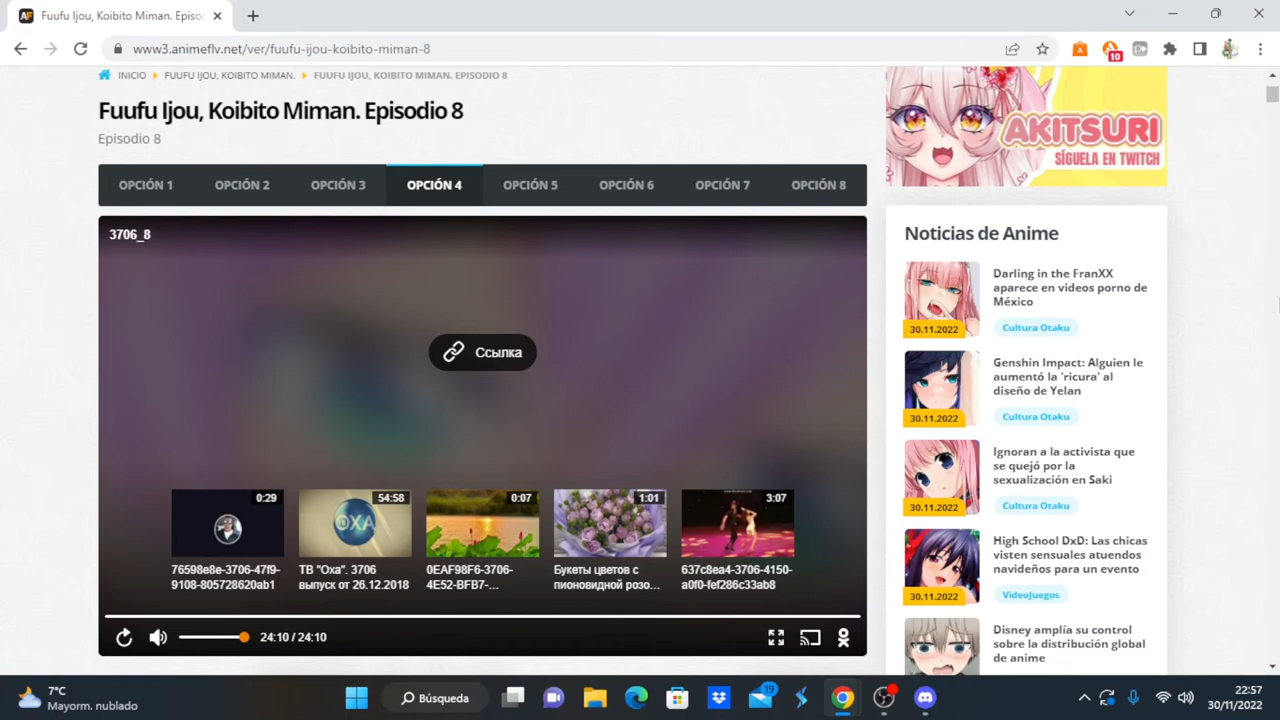 Fuufu Ijou, Koibito Miman. Episo
www3.animeflv.net/ver/fuufu-ijou-koibito-miman-8
10
INICIO
FUUFU IJOU, KOIBITO MIMAN.
FUUFU IJOU, KOIBITO MIMAN. EPISODIO 8
Fuufu Ijou, Koibito Miman. Episodio 8
Episodio 8
OPCIÓN 1
OPCIÓN 2
OPCIÓN 3
OPCIÓN 4
OPCIÓN 5
OPCIÓN 6
OPCIÓN 7
OPCIÓN 8
3706_8
Ссылка
0:29
76598e8e-3706-47f9-
9108-805728620ab1
54:58
OXA
ТВ "Оха". 3706
выпуск от 26.12.2018
0:07
0EAF98F6-3706-
4E52-BFB7-...
1:01
Букеты цветов с
пионовидной розо...
3:07
637c8ea4-3706-4150-
a0f0-fef286c33ab8
24:10 / 24:10
AKITSURI
SÍGUELA EN TWITCH
Noticias de Anime
Darling in the FranXX
aparece en videos porno de
México
30.11.2022
Cultura Otaku
Genshin Impact: Alguien le
aumentó la 'ricura' al
diseño de Yelan
30.11.2022
Cultura Otaku
Ignoran a la activista que
se quejó por la
sexualización en Saki
30.11.2022
Cultura Otaku
High School DxD: Las chicas
visten sensuales atuendos
navideños para un evento
30.11.2022
VideoJuegos
Disney amplía su control
sobre la distribución global
de anime
7°C
Mayorm. nublado
Búsqueda
19
22:57
30/11/2022